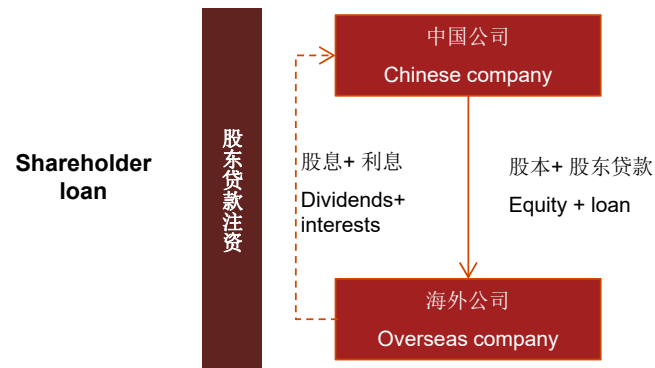 Shareholder
loan
股东贷款注资
中国公司
Chinese company
股息+ 利息
Dividends+
interests
股本+ 股东贷款
Equity + loan
海外公司
Overseas company